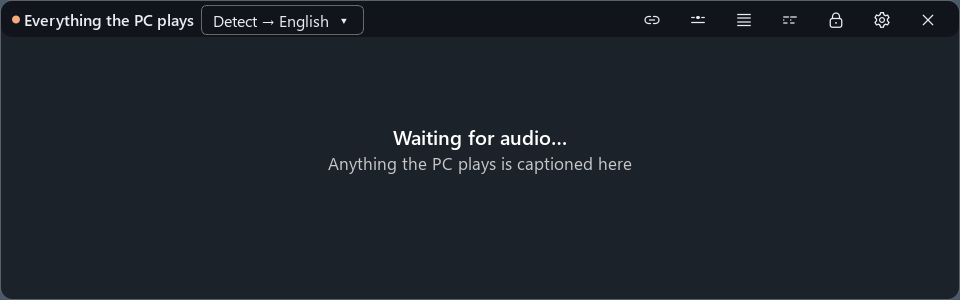 Everything the PC plays
Detect → English
Waiting for audio...
Anything the PC plays is captioned here